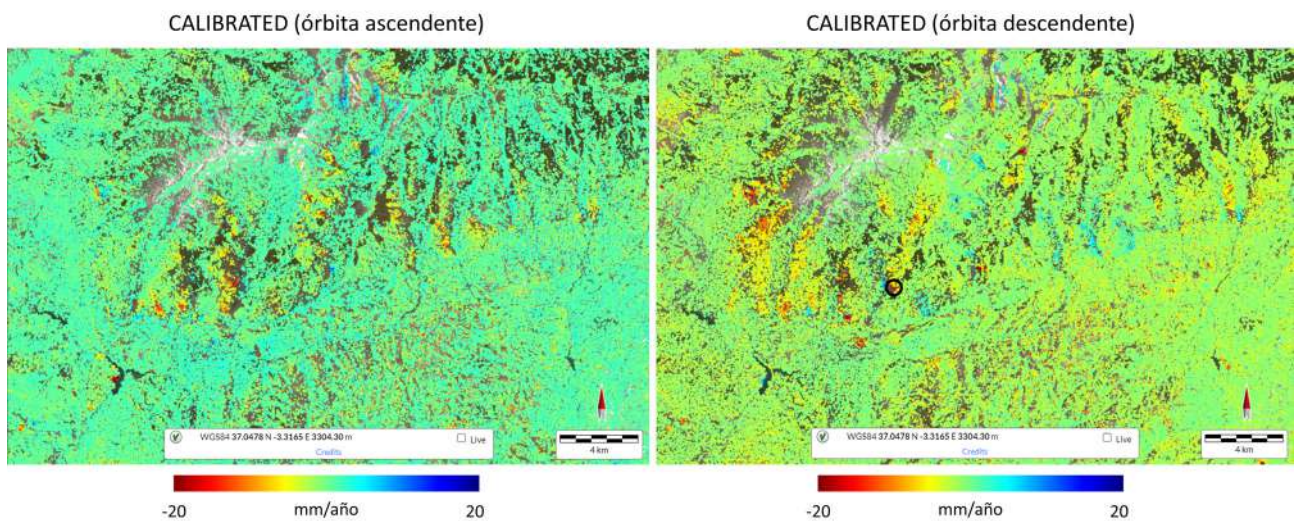 CALIBRATED (órbita ascendente)
CALIBRATED (órbita descendente)
WGS84 37.0478 N -3.3165 E 3304.30 m
Live
Credits
4 km
WGS84 37.0478 N -3.3165 E 3304.30 m
Live
Credits
4 km
-20 mm/año 20
-20 mm/año 20